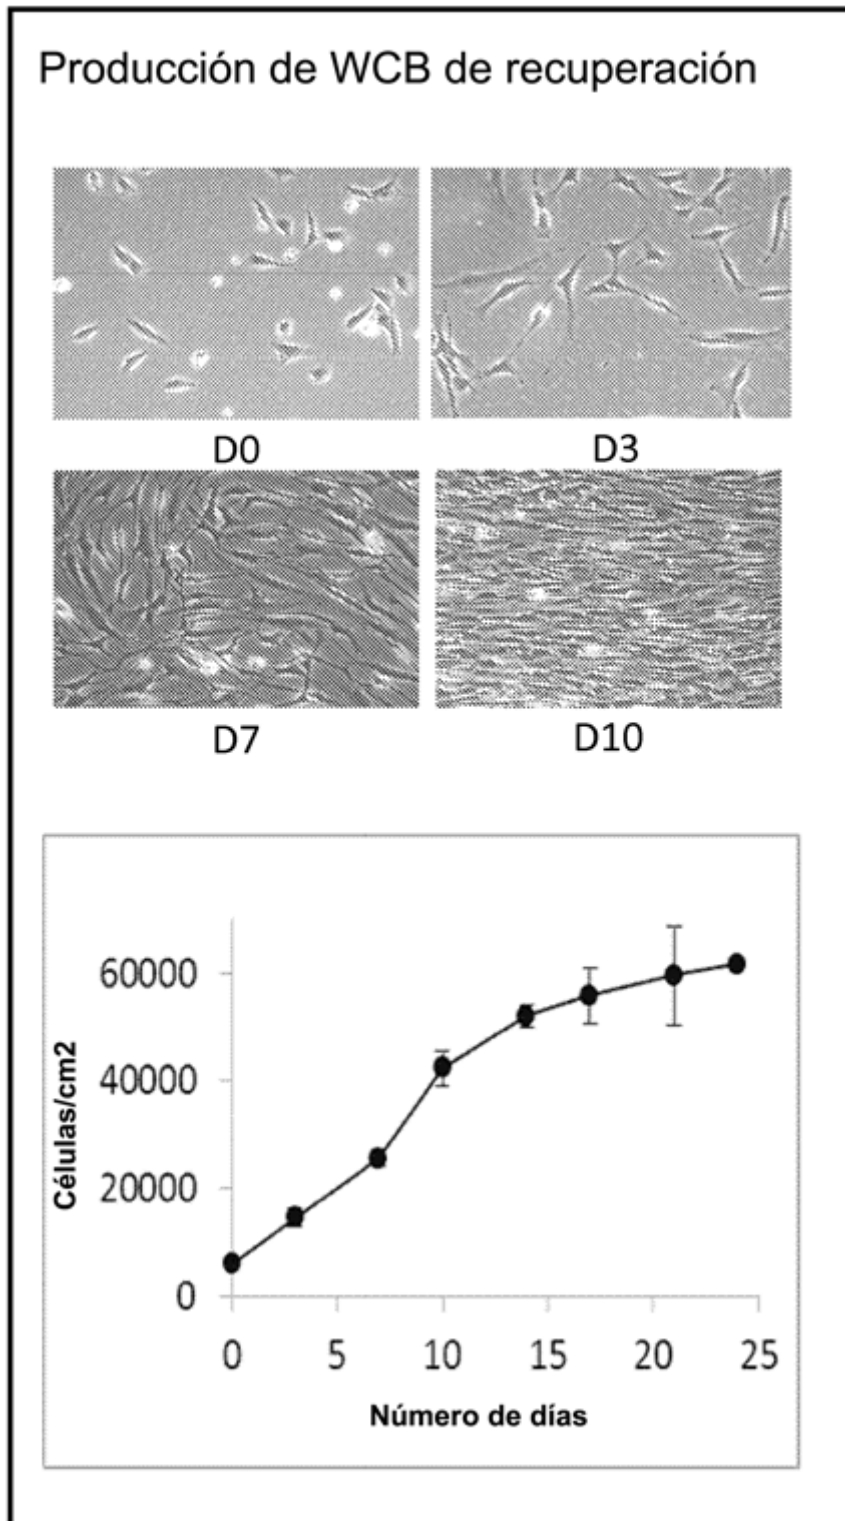 Producción de WCB de recuperación
D0
D3
D7
D10
60000
40000
20000
0
Células/cm2
0 5 10 15 20 25
Número de días